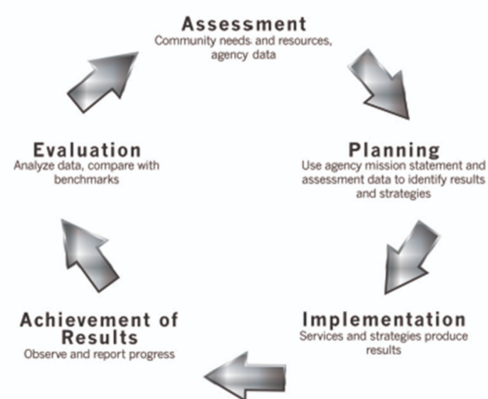 Assessment
Community needs and resources,
agency data
Evaluation
Analyze data, compare with
benchmarks
Planning
Use agency mission statement and
assessment data to identify results
and strategies
Achievement of
Results
Observe and report progress
Implementation
Services and strategies produce
results